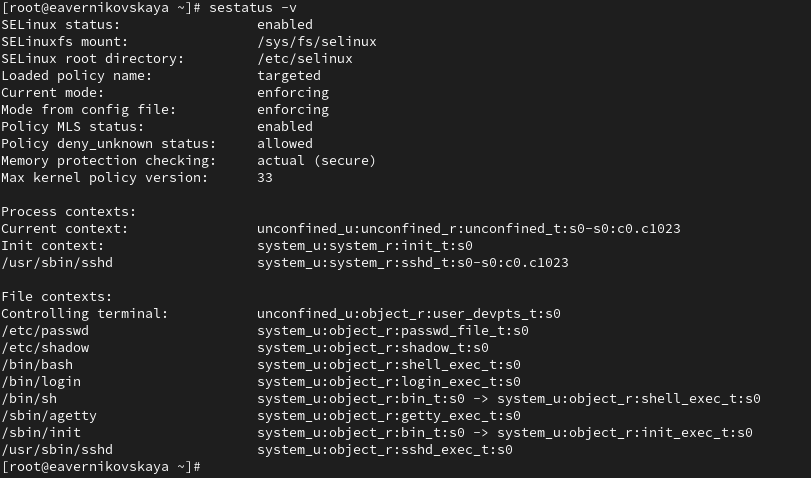 [root@eavernikovskaya ~]# sestatus -v
SELinux status:                 enabled
SELinuxfs mount:                /sys/fs/selinux
SELinux root directory:         /etc/selinux
Loaded policy name:             targeted
Current mode:                   enforcing
Mode from config file:          enforcing
Policy MLS status:              enabled
Policy deny_unknown status:     allowed
Memory protection checking:     actual (secure)
Max kernel policy version:      33

Process contexts:
Current context:                unconfined_u:unconfined_r:unconfined_t:s0-s0:c0.c1023
Init context:                   system_u:system_r:init_t:s0
/usr/sbin/sshd                  system_u:system_r:sshd_t:s0-s0:c0.c1023

File contexts:
Controlling terminal:           unconfined_u:object_r:user_devpts_t:s0
/etc/passwd                     system_u:object_r:passwd_file_t:s0
/etc/shadow                     system_u:object_r:shadow_t:s0
/bin/bash                       system_u:object_r:shell_exec_t:s0
/bin/login                      system_u:object_r:login_exec_t:s0
/bin/sh                         system_u:object_r:bin_t:s0 -> system_u:object_r:shell_exec_t:s0
/sbin/agetty                    system_u:object_r:getty_exec_t:s0
/sbin/init                      system_u:object_r:bin_t:s0 -> system_u:object_r:init_exec_t:s0
/usr/sbin/sshd                  system_u:object_r:sshd_exec_t:s0
[root@eavernikovskaya ~]#